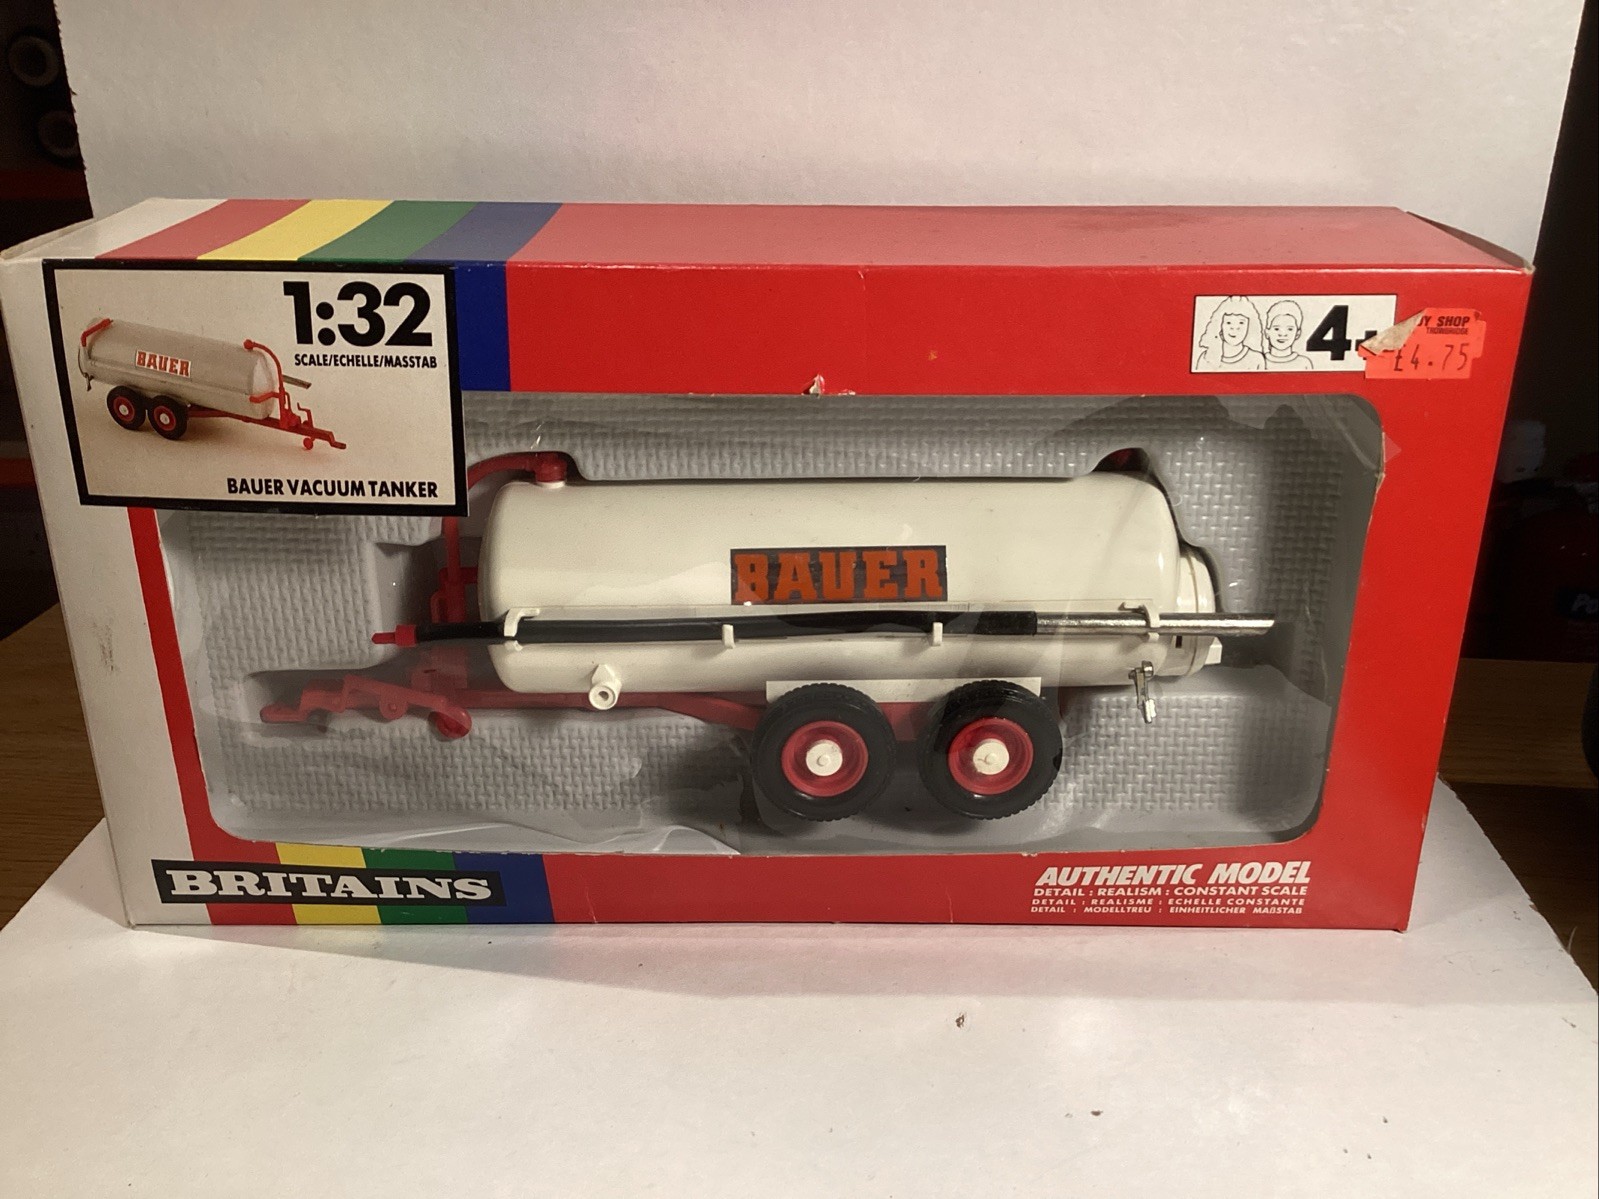 1:32
SCALE/ECHELLE/MASSTAB
BAUER
BAUER VACUUM TANKER
4+
SHOP
£4.75
BAUER
BRITAINS
AUTHENTIC MODEL
DETAIL : REALISM : CONSTANT SCALE
DETAIL : REALISME : ECHELLE CONSTANTE
DETAIL : MODELLTREU : EINHEITLICHER MAßSTAB